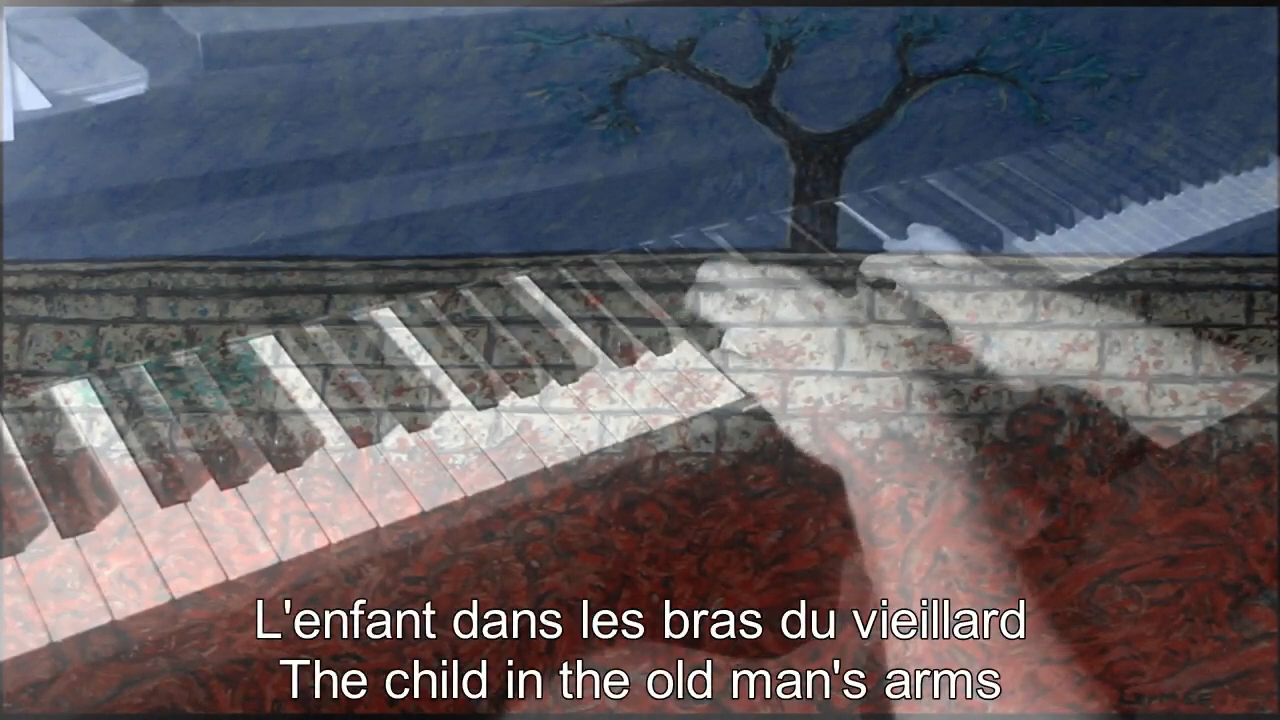 L'enfant dans les bras du vieillard
The child in the old man's arms